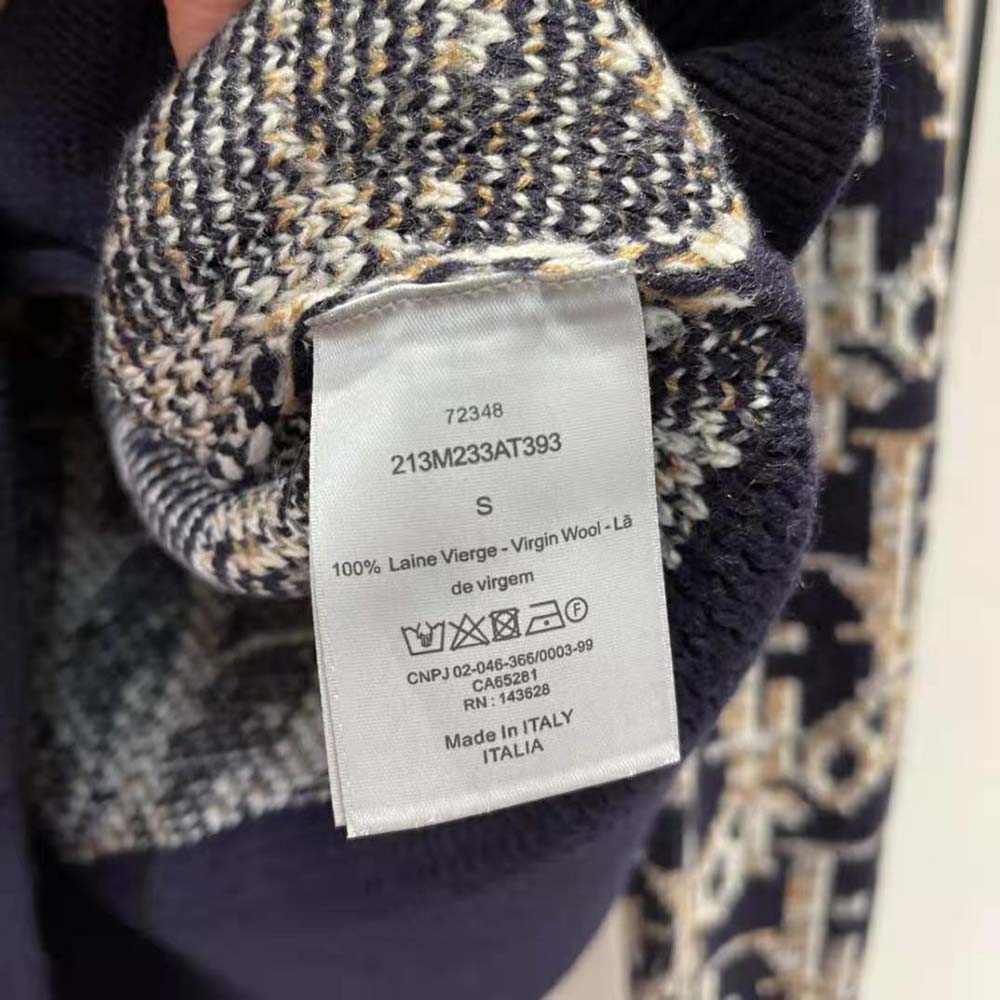 72348
213M233AT393
S
100% Laine Vierge - Virgin Wool - Lã
de virgem
F
CNPJ 02-046-366/0003-99
CA65281
RN : 143628
Made In ITALY
ITALIA